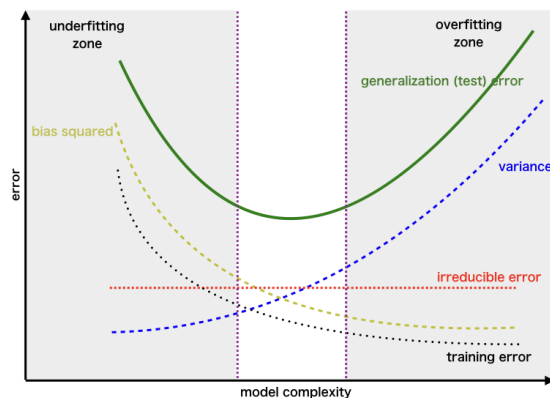 underfitting
zone
overfitting
zone
generalization (test) error
bias squared
variance
error
irreducible error
training error
model complexity